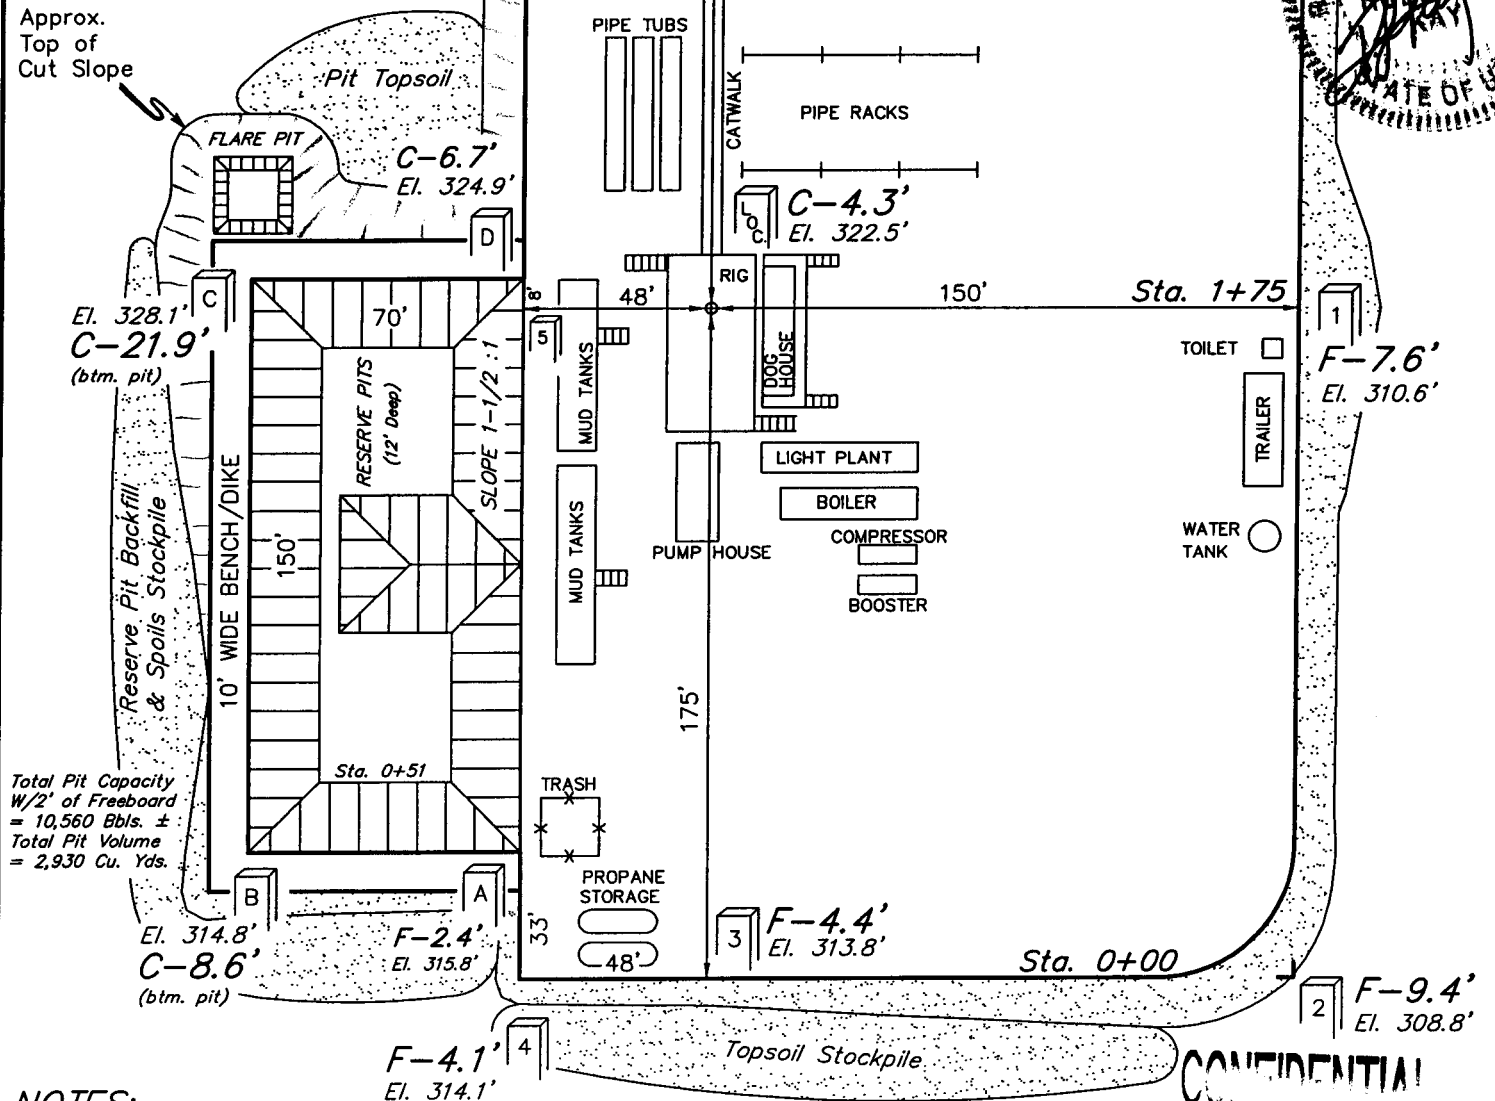 Approx.
Top of
Cut Slope
Pit Topsoil
FLARE PIT
C-6.7'
El. 324.9'
PIPE TUBS
CATWALK
PIPE RACKS
KAY
ATE OF U
L
O
C.
C-4.3'
El. 322.5'
D
C
El. 328.1'
C-21.9'
(btm. pit)
70'
8'
48'
RIG
150'
Sta. 1+75
1
F-7.6'
El. 310.6'
5
MUD TANKS
DOG
HOUSE
TOILET
TRAILER
RESERVE PITS
(12' Deep)
SLOPE 1-1/2 :1
LIGHT PLANT
BOILER
COMPRESSOR
BOOSTER
PUMP HOUSE
WATER
TANK
MUD TANKS
Reserve Pit Backfill
& Spoils Stockpile
10' WIDE BENCH/DIKE
150'
175'
Sta. 0+51
Total Pit Capacity
W/2' of Freeboard
= 10,560 Bbls. ±
Total Pit Volume
= 2,930 Cu. Yds.
TRASH
PROPANE
STORAGE
33'
48'
B
A
El. 314.8'
C-8.6'
(btm. pit)
F-2.4'
El. 315.8'
3
F-4.4'
El. 313.8'
Sta. 0+00
2
F-9.4'
El. 308.8'
F-4.1'
El. 314.1'
4
Topsoil Stockpile
CONFIDENTIAL
NOTES: